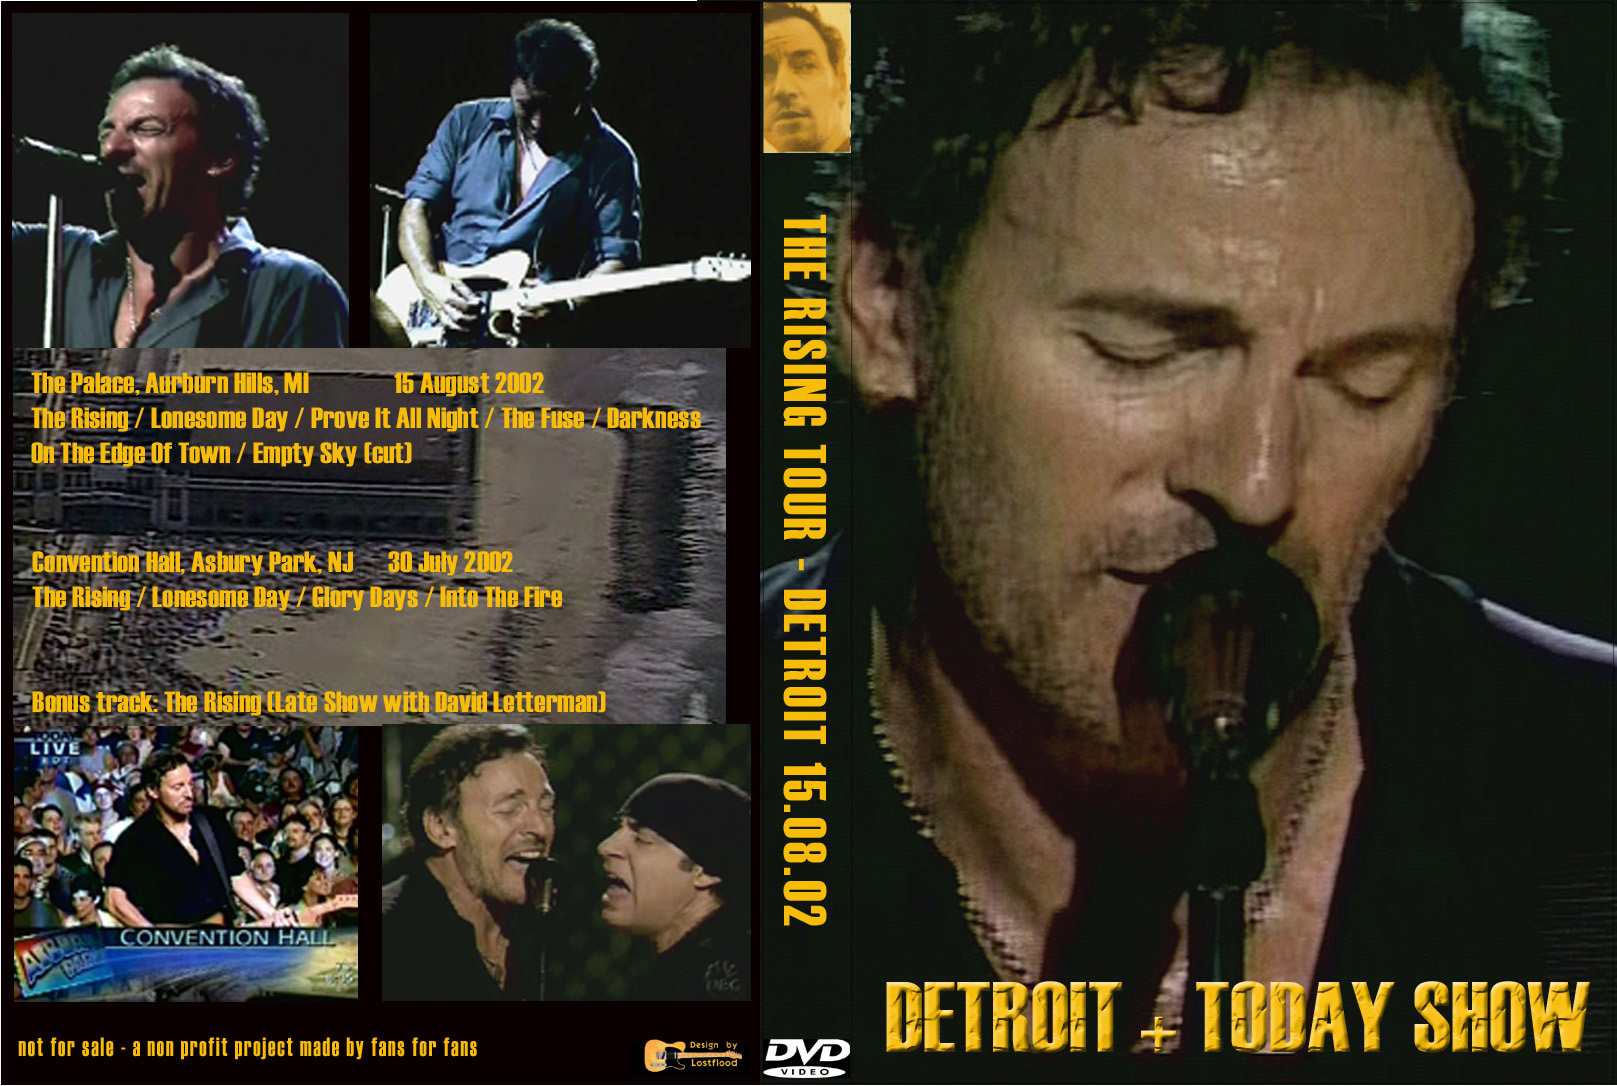 The Palace, Aurburn Hills, MI 15 August 2002
The Rising / Lonesome Day / Prove It All Night / The Fuse / Darkness
On The Edge Of Town / Empty Sky (cut)
Convention Hall, Asbury Park, NJ 30 July 2002
The Rising / Lonesome Day / Glory Days / Into The Fire
Bonus track: The Rising (Late Show with David Letterman)
TODAY
LIVE
EDT
CONVENTION HALL
ASBURY
PARK
not for sale - a non profit project made by fans for fans
Design by
Lostflood
THE RISING TOUR - DETROIT 15.08.02
DVD
VIDEO
DETROIT + TODAY SHOW